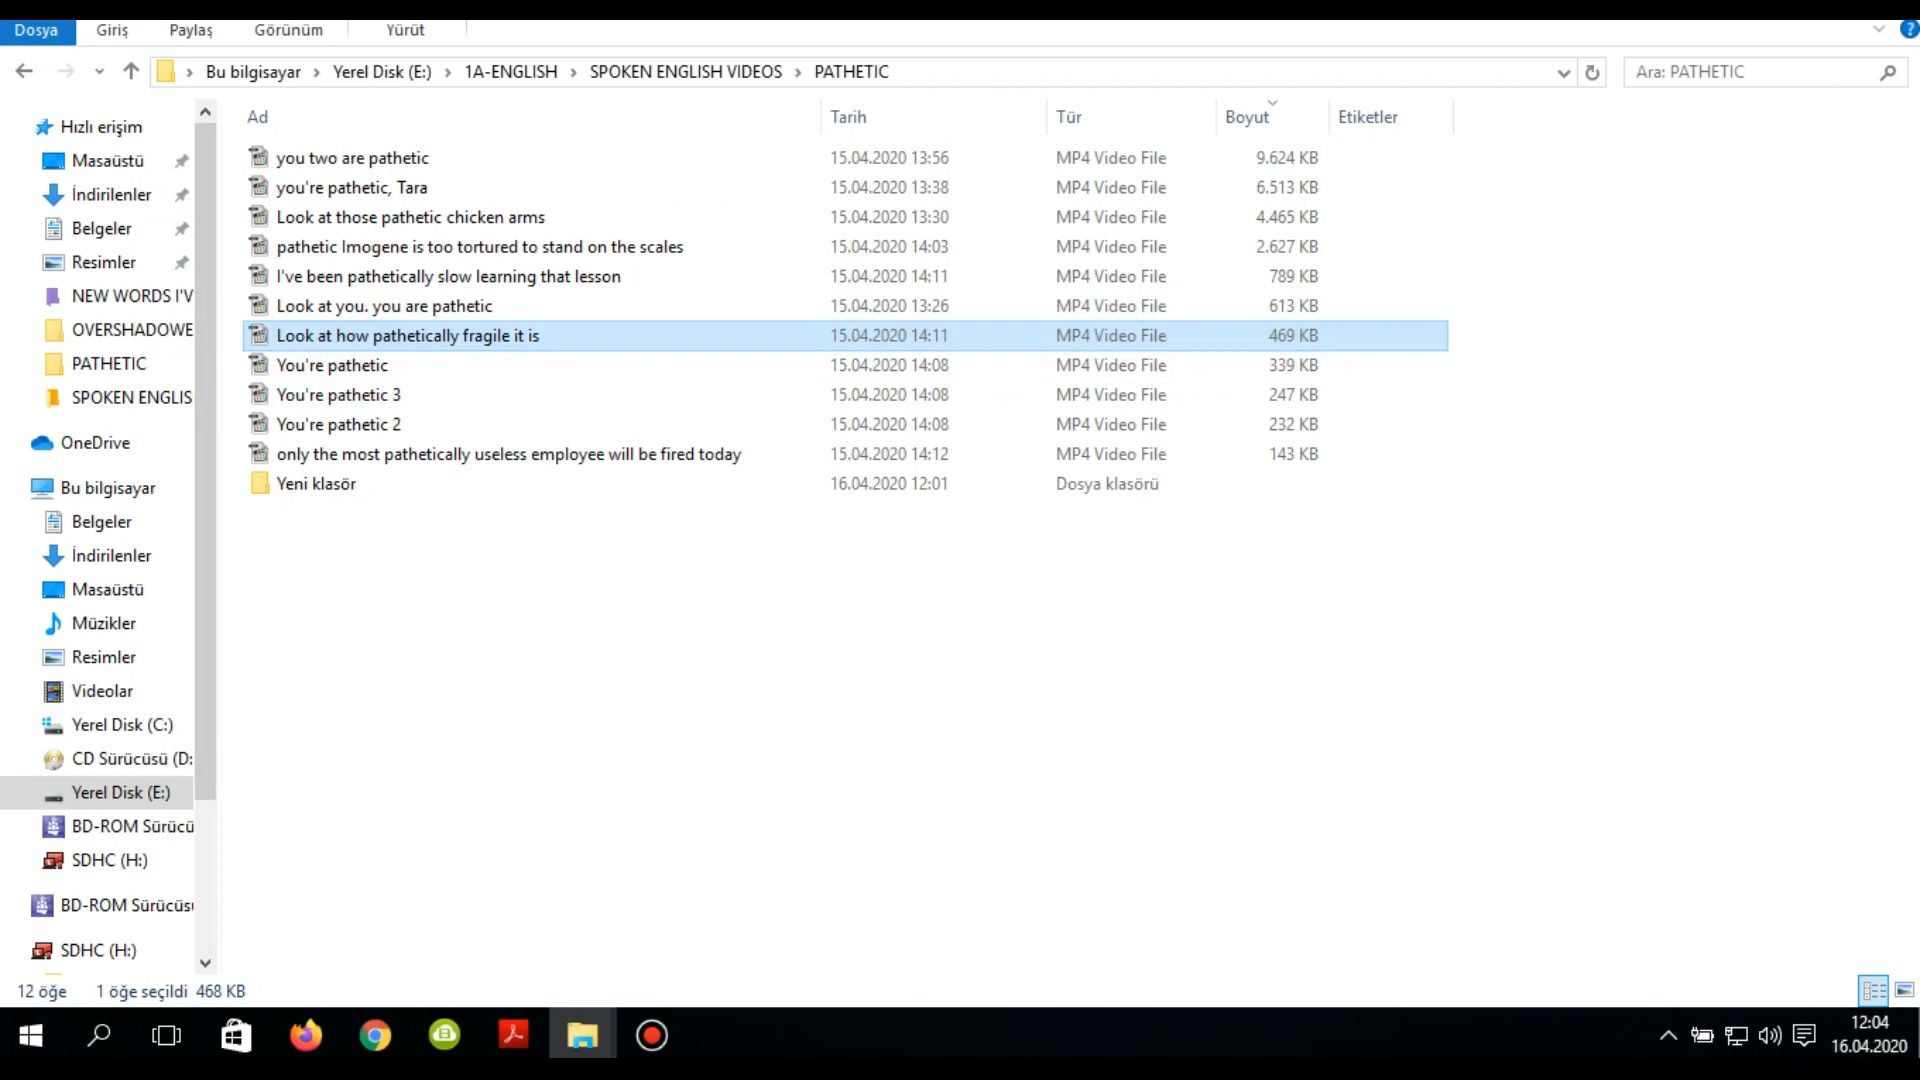 Dosya Giriş Paylaş Görünüm Yürüt
Bu bilgisayar Yerel Disk (E:) 1A-ENGLISH SPOKEN ENGLISH VIDEOS PATHETIC Ara: PATHETIC
Ad Tarih Tür Boyut Etiketler
you two are pathetic 15.04.2020 13:56 MP4 Video File 9.624 KB
you're pathetic, Tara 15.04.2020 13:38 MP4 Video File 6.513 KB
Look at those pathetic chicken arms 15.04.2020 13:30 MP4 Video File 4.465 KB
pathetic Imogene is too tortured to stand on the scales 15.04.2020 14:03 MP4 Video File 2.627 KB
I've been pathetically slow learning that lesson 15.04.2020 14:11 MP4 Video File 789 KB
Look at you. you are pathetic 15.04.2020 13:26 MP4 Video File 613 KB
Look at how pathetically fragile it is 15.04.2020 14:11 MP4 Video File 469 KB
You're pathetic 15.04.2020 14:08 MP4 Video File 339 KB
You're pathetic 3 15.04.2020 14:08 MP4 Video File 247 KB
You're pathetic 2 15.04.2020 14:08 MP4 Video File 232 KB
only the most pathetically useless employee will be fired today 15.04.2020 14:12 MP4 Video File 143 KB
Yeni klasör 16.04.2020 12:01 Dosya klasörü
Hızlı erişim
Masaüstü
İndirilenler
Belgeler
Resimler
NEW WORDS I'V
OVERSHADOWE
PATHETIC
SPOKEN ENGLIS
OneDrive
Bu bilgisayar
Belgeler
İndirilenler
Masaüstü
Müzikler
Resimler
Videolar
Yerel Disk (C:)
CD Sürücüsü (D:
Yerel Disk (E:)
BD-ROM Sürücü
SDHC (H:)
BD-ROM Sürücüsü
SDHC (H:)
12 öğe 1 öğe seçildi 468 KB
12:04
16.04.2020